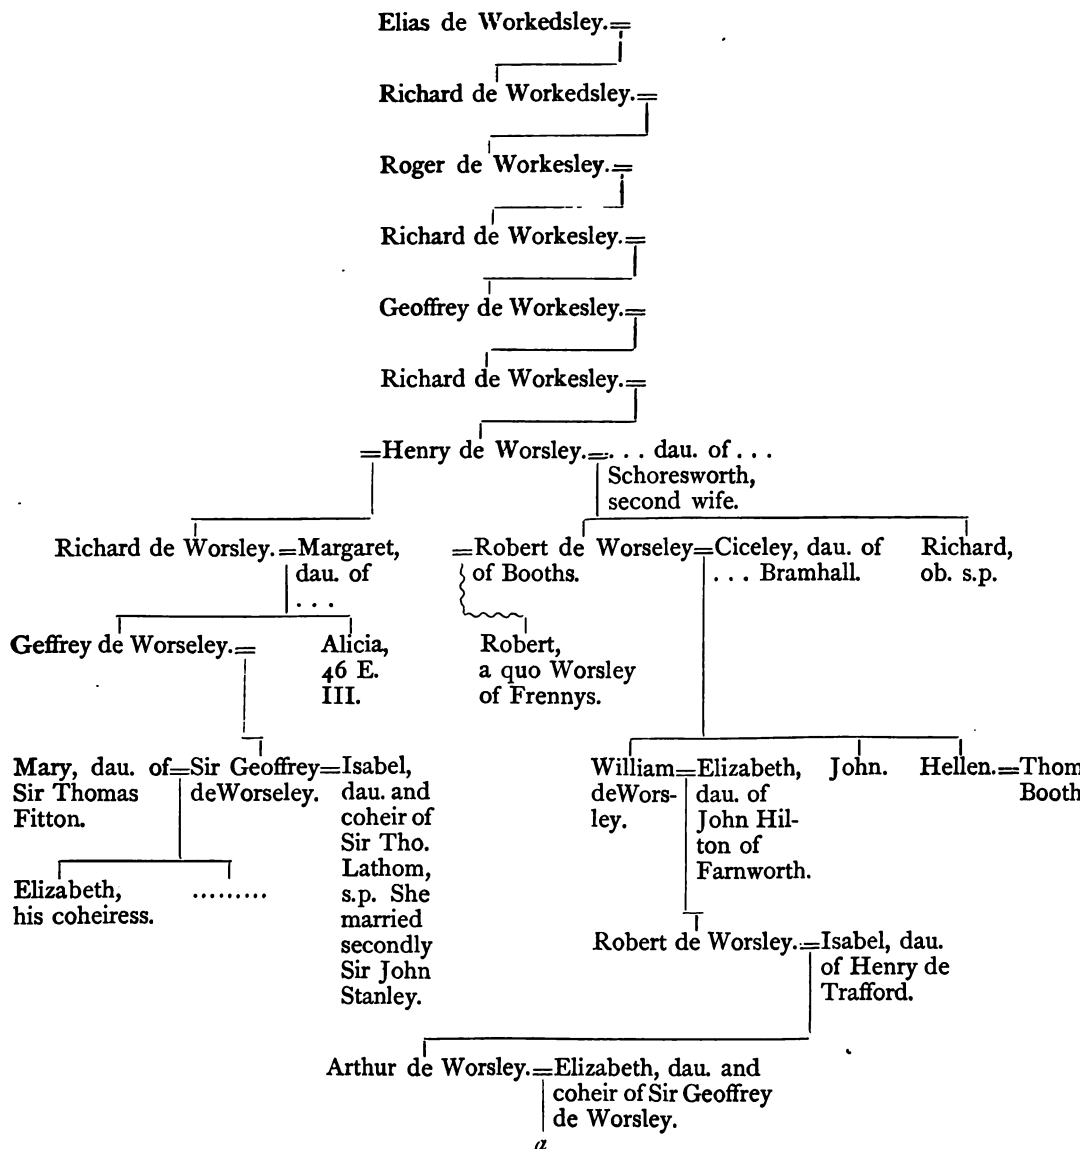 Elias de Workedsley.=
Richard de Workedsley.=
Roger de Workesley.=
Richard de Workesley.=
Geoffrey de Workesley.=
Richard de Workesley.=
=Henry de Worsley.=. . . dau. of . . .
Schoresworth,
second wife.
Richard de Worsley.=Margaret,
dau. of
. . .
=Robert de Worseley=Ciceley, dau. of
of Booths. . . . Bramhall.
Richard,
ob. s.p.
Geffrey de Worseley.=
Alicia,
46 E.
III.
Robert,
a quo Worsley
of Frennys.
Mary, dau. of=Sir Geoffrey=Isabel,
Sir Thomas deWorseley. dau. and
Fitton. coheir of
Sir Tho.
Lathom,
s.p. She
married
secondly
Sir John
Stanley.
William=Elizabeth,
deWors- dau. of
ley. John Hil-
ton of
Farnworth.
John.
Hellen.=Thom
Booth
Elizabeth, .........
his coheiress.
Robert de Worsley.=Isabel, dau.
of Henry de
Trafford.
Arthur de Worsley.=Elizabeth, dau. and
coheir of Sir Geoffrey
de Worsley.
a